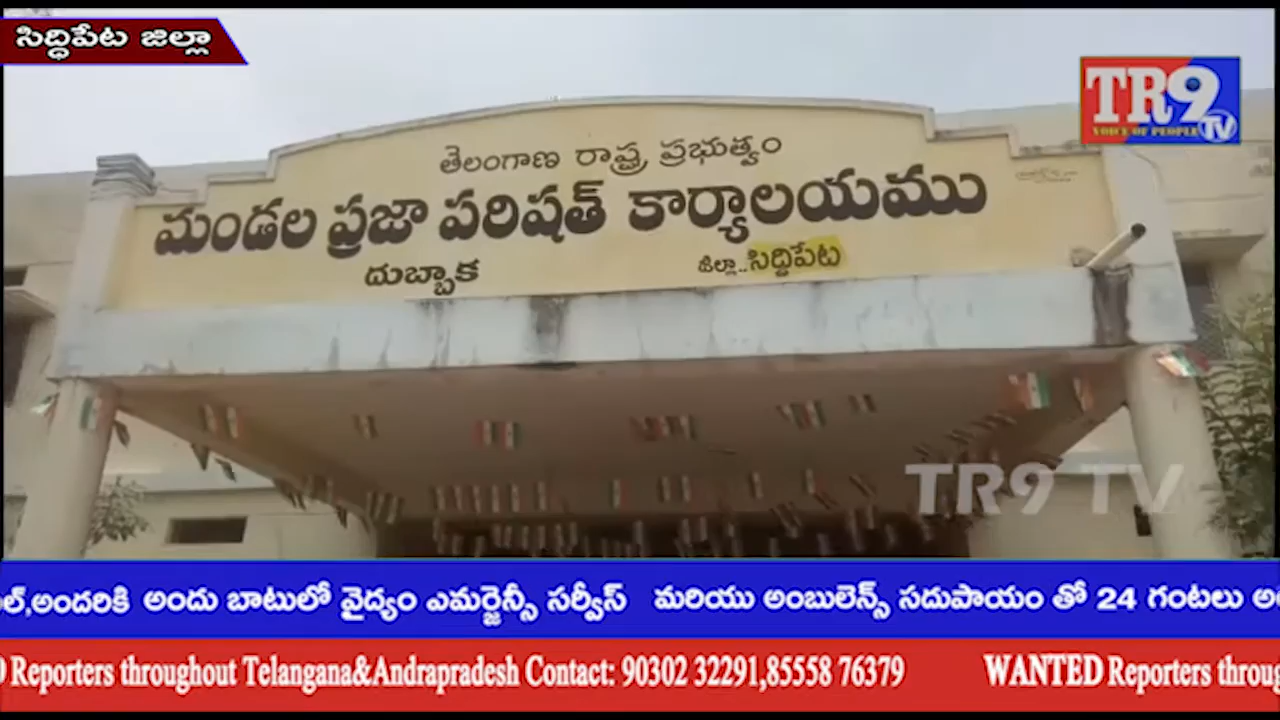 సిద్ధిపేట జిల్లా
TR9
VOICE OF PEOPLE TV
తెలంగాణ రాష్ట్ర ప్రభుత్వం
మండల ప్రజా పరిషత్ కార్యాలయము
దుబ్బాక జిల్లా..సిద్దిపేట
TR9 TV
ల్,అందరికి అందు బాటులో వైద్యం ఎమర్జెన్సీ సర్వీస్ మరియు అంబులెన్స్ సదుపాయం తో 24 గంటలు
Reporters throughout Telangana&Andrapradesh Contact: 90302 32291,85558 76379 WANTED Reporters throug